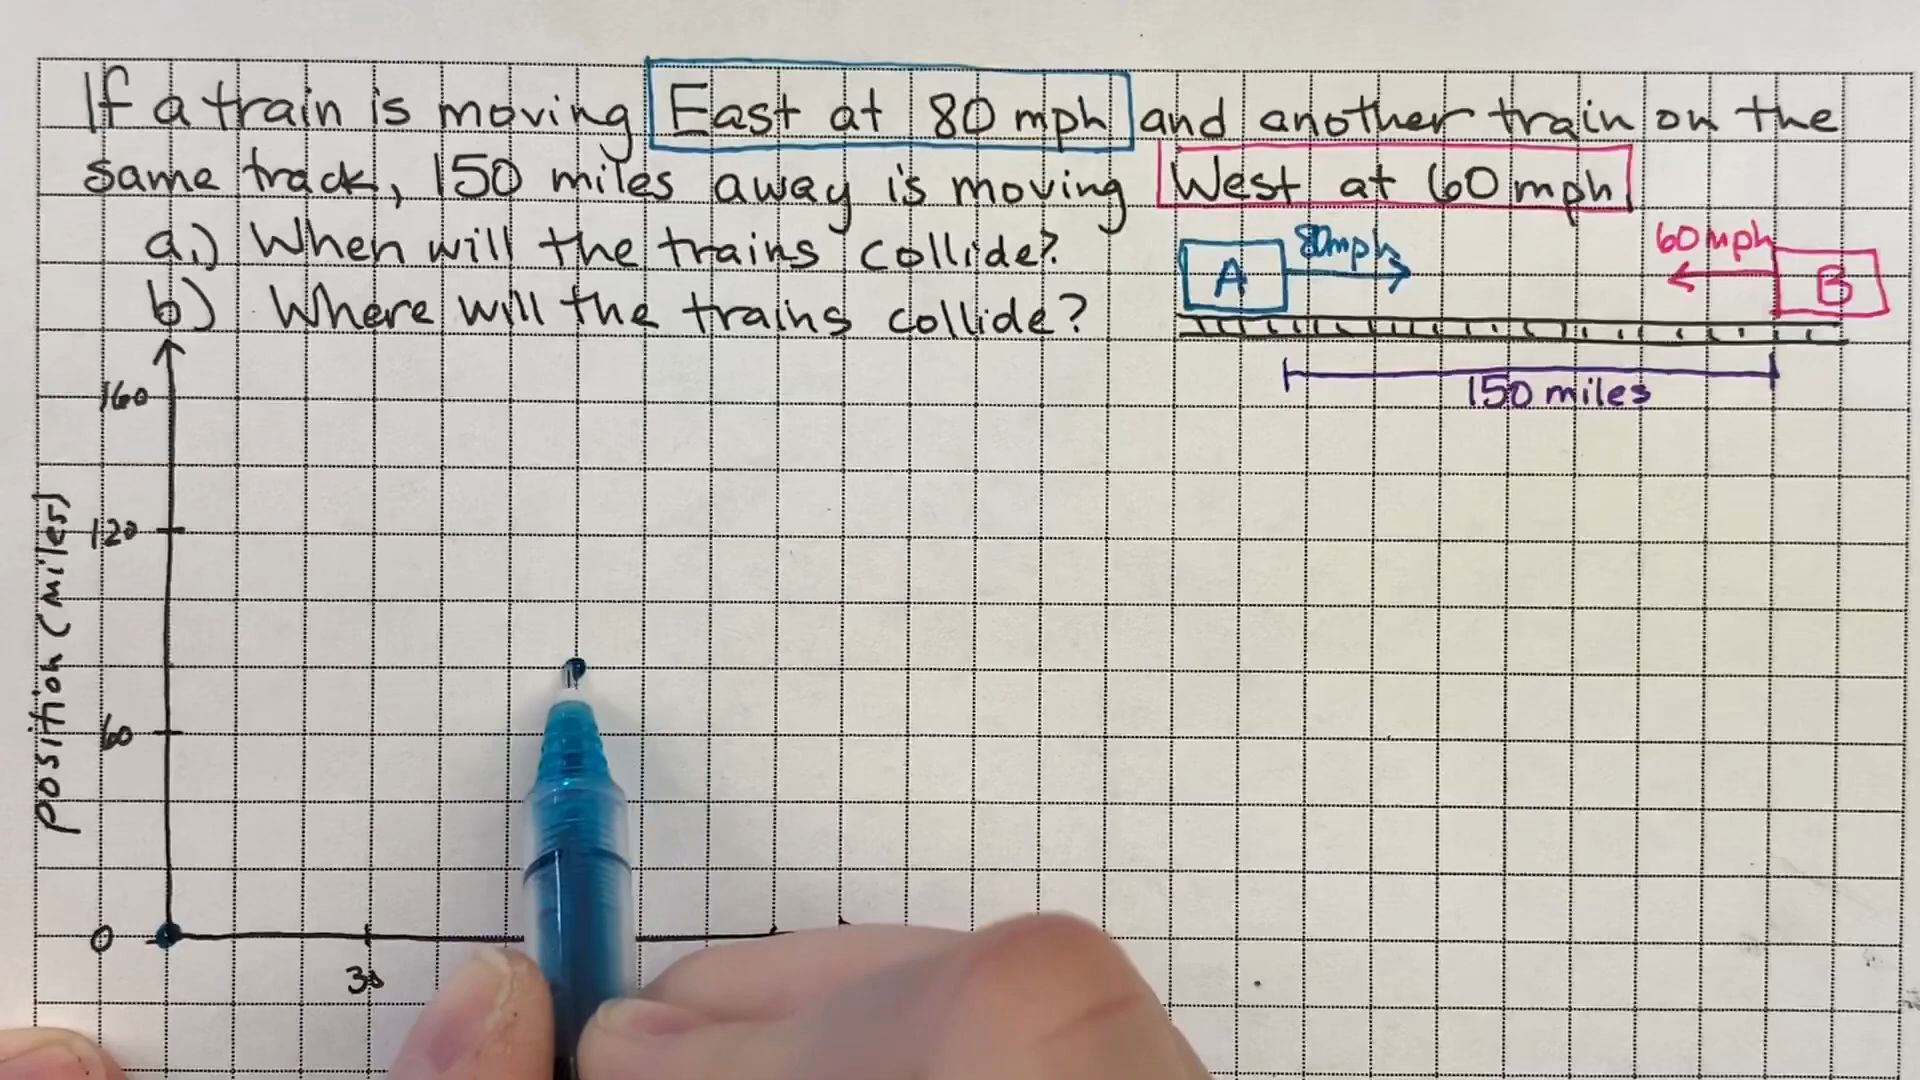 If a train is moving East at 80 mph and another train on the
same track, 150 miles away is moving West at 60 mph
a.) When will the trains collide?
b) Where will the trains collide?
A 80mph 60mph B
150 miles
Position (miles)
160
120
60
0
30